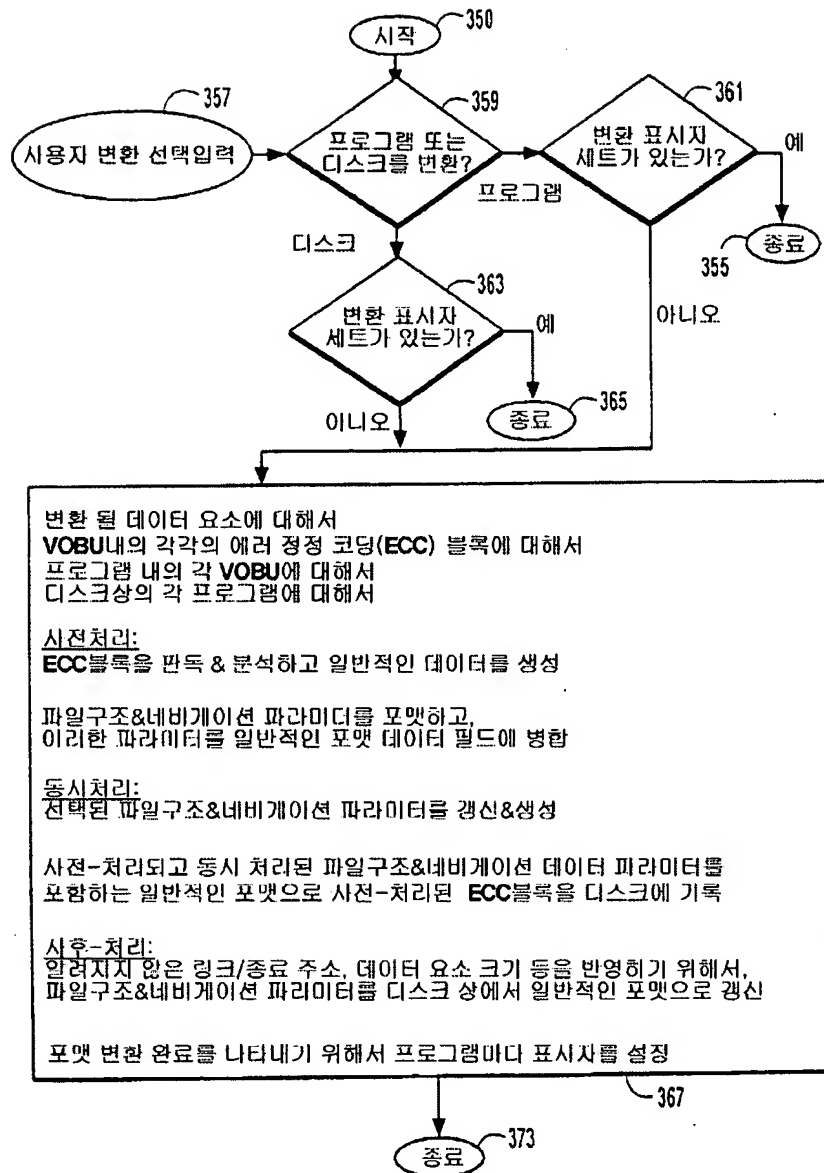 350
시작
357
사용자 변환 선택입력
359
프로그램 또는
디스크를 변환?
프로그램
디스크
361
변환 표시자
세트가 있는가?
예
355
종료
아니오
363
변환 표시자
세트가 있는가?
예
365
종료
아니오
변환 될 데이터 요소에 대해서
VOBU내의 각각의 에러 정정 코딩(ECC) 블록에 대해서
프로그램 내의 각 VOBU에 대해서
디스크상의 각 프로그램에 대해서
사전처리:
ECC블록을 판독 & 분석하고 일반적인 데이터를 생성
파일구조&네비게이션 파라미터를 포맷하고,
이러한 파라미터를 일반적인 포맷 데이터 필드에 병합
동시처리:
선택된 파일구조&네비게이션 파라미터를 갱신&생성
사전-처리되고 동시 처리된 파일구조&네비게이션 데이터 파라미터를
포함하는 일반적인 포맷으로 사전-처리된 ECC블록을 디스크에 기록
사후-처리:
알려지지 않은 링크/종료 주소, 데이터 요소 크기 등을 반영하기 위해서,
파일구조&네비게이션 파라미터를 디스크 상에서 일반적인 포맷으로 갱신
포맷 변환 완료를 나타내기 위해서 프로그램마다 표시자를 설정
367
종료
373